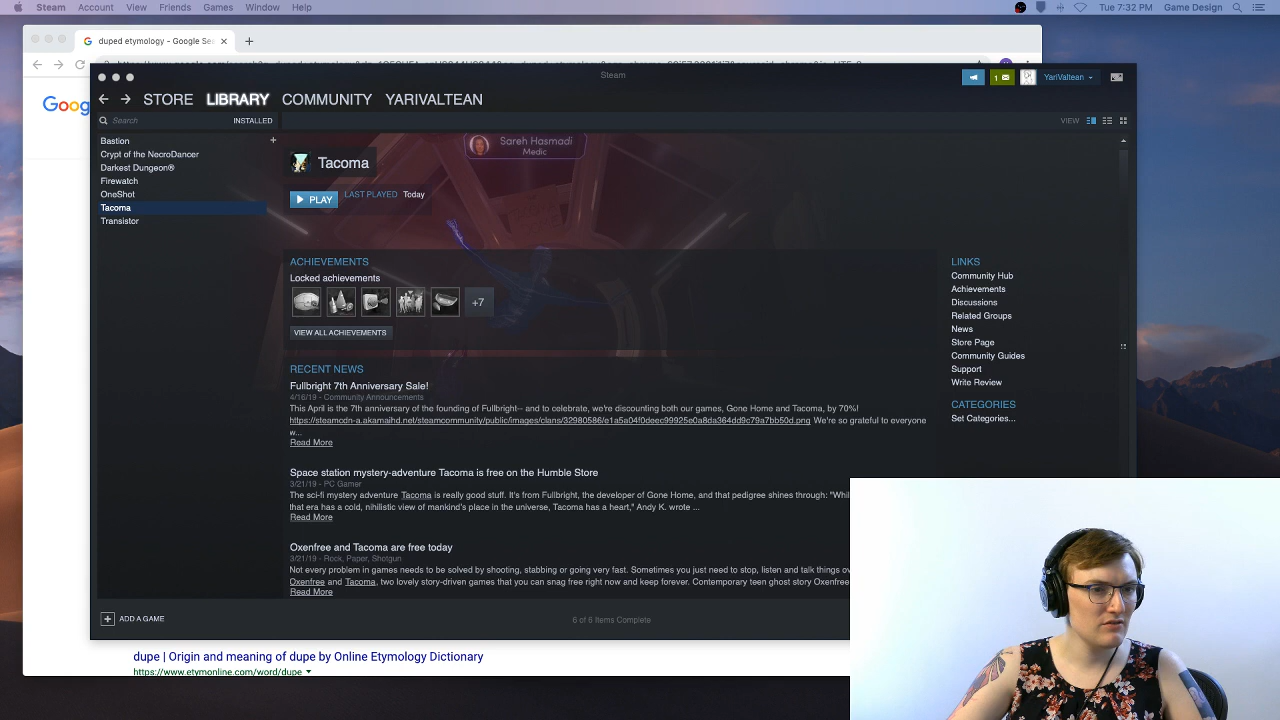 Steam Account View Friends Games Window Help
Tue 7:32 PM Game Design
duped etymology - Google Sea
Steam
1
YariValtean
Goog
STORE LIBRARY COMMUNITY YARIVALTEAN
Search
INSTALLED
VIEW
Bastion
Crypt of the NecroDancer
Darkest Dungeon®
Firewatch
OneShot
Tacoma
Transistor
Sareh Hasmadi
Medic
Tacoma
PLAY
LAST PLAYED Today
ACHIEVEMENTS
Locked achievements
+7
VIEW ALL ACHIEVEMENTS
LINKS
Community Hub
Achievements
Discussions
Related Groups
News
Store Page
Community Guides
Support
Write Review
CATEGORIES
Set Categories...
RECENT NEWS
Fullbright 7th Anniversary Sale!
4/16/19 - Community Announcements
This April is the 7th anniversary of the founding of Fullbright-- and to celebrate, we're discounting both our games, Gone Home and Tacoma, by 70%!
https://steamcdn-a.akamaihd.net/steamcommunity/public/images/clans/32980586/e1a5a04f0deec99925e0a8da364dd9c79a7bb50d.png We're so grateful to everyone
w...
Read More
Space station mystery-adventure Tacoma is free on the Humble Store
3/21/19 - PC Gamer
The sci-fi mystery adventure Tacoma is really good stuff. It's from Fullbright, the developer of Gone Home, and that pedigree shines through: "Whil
that era has a cold, nihilistic view of mankind's place in the universe, Tacoma has a heart," Andy K. wrote ...
Read More
Oxenfree and Tacoma are free today
3/21/19 - Rock, Paper, Shotgun
Not every problem in games needs to be solved by shooting, stabbing or going very fast. Sometimes you just need to stop, listen and talk things ov
Oxenfree and Tacoma, two lovely story-driven games that you can snag free right now and keep forever. Contemporary teen ghost story Oxenfree
Read More
ADD A GAME
6 of 6 Items Complete
dupe | Origin and meaning of dupe by Online Etymology Dictionary
https://www.etymonline.com/word/dupe